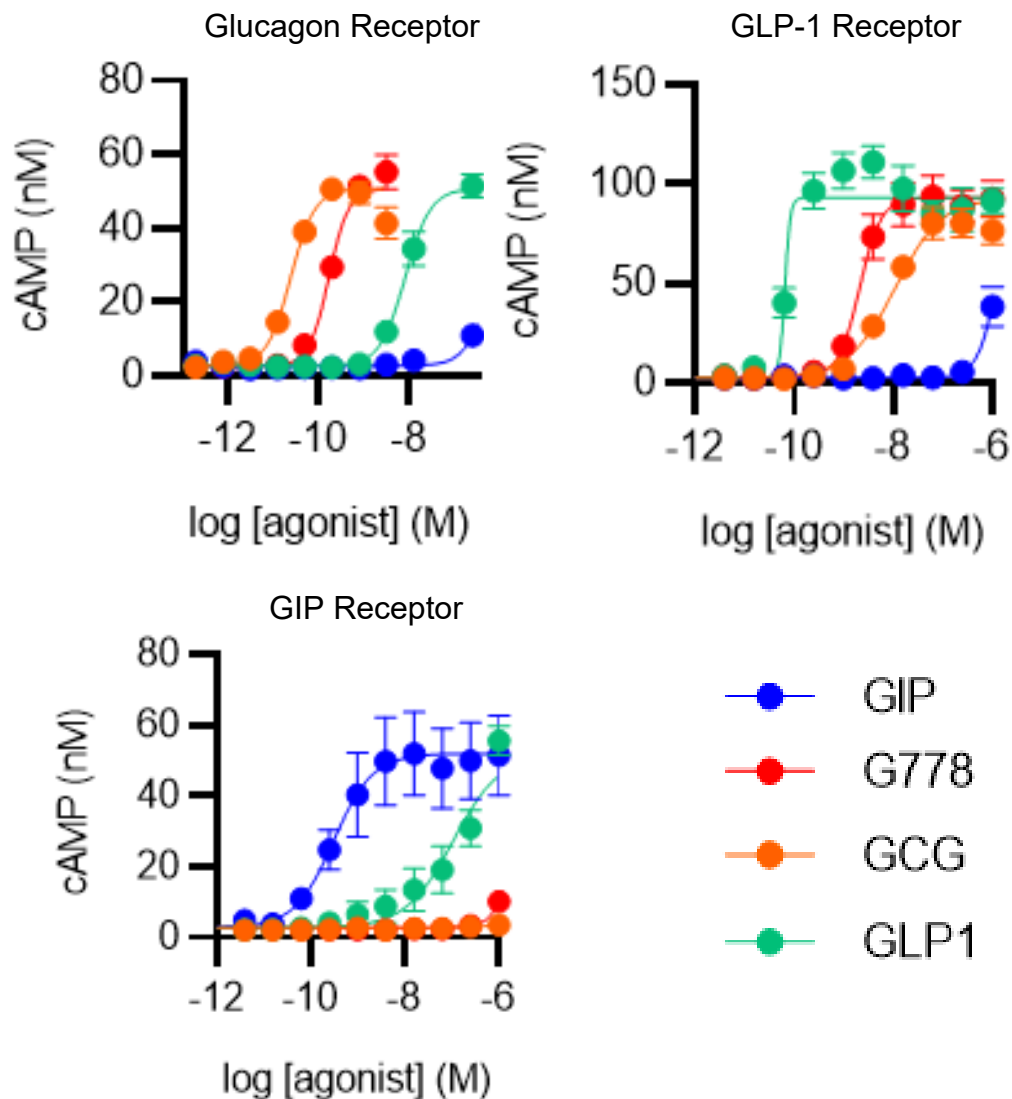 Glucagon Receptor
80
60
40
20
0
cAMP (nM)
-12 -10 -8
log [agonist] (M)
GLP-1 Receptor
150
100
50
0
cAMP (nM)
-12 -10 -8 -6
log [agonist] (M)
GIP Receptor
80
60
40
20
0
cAMP (nM)
-12 -10 -8 -6
log [agonist] (M)
GIP
G778
GCG
GLP1